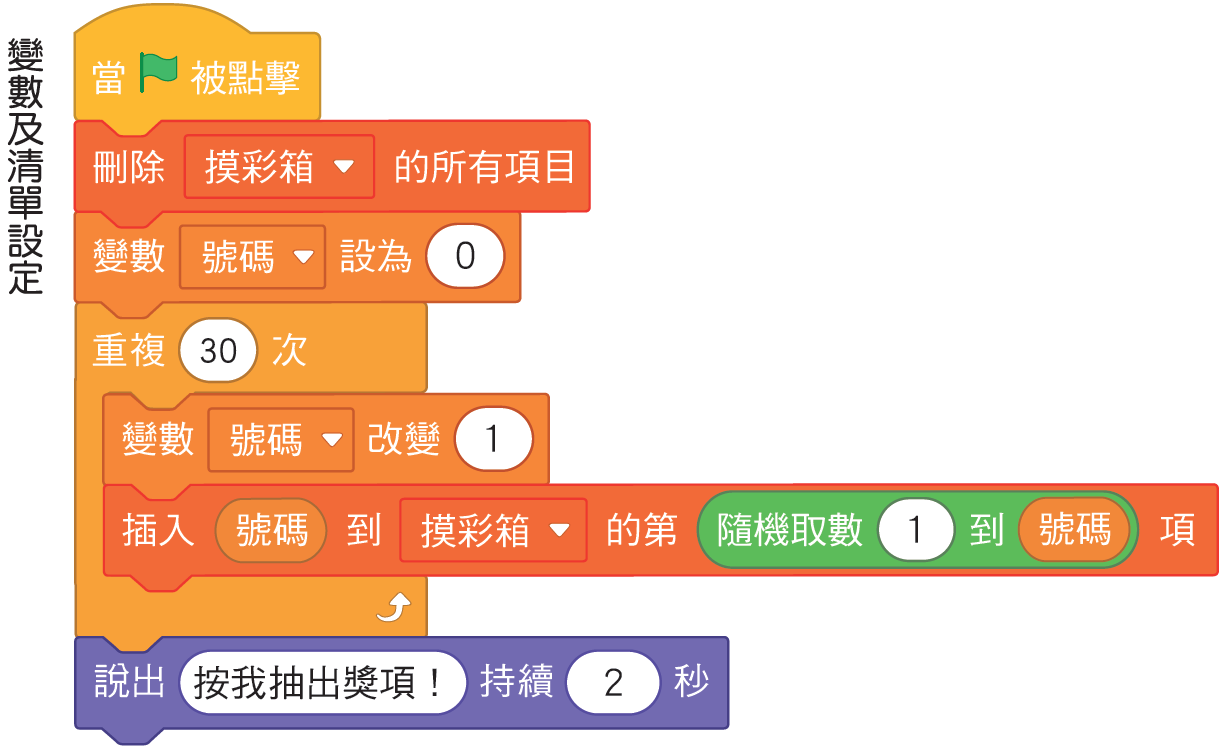 變數及清單設定
當 被點擊
刪除 摸彩箱 的所有項目
變數 號碼 設為 0
重複 30 次
變數 號碼 改變 1
插入 號碼 到 摸彩箱 的第 隨機取數 1 到 號碼 項
說出 按我抽出獎項！ 持續 2 秒